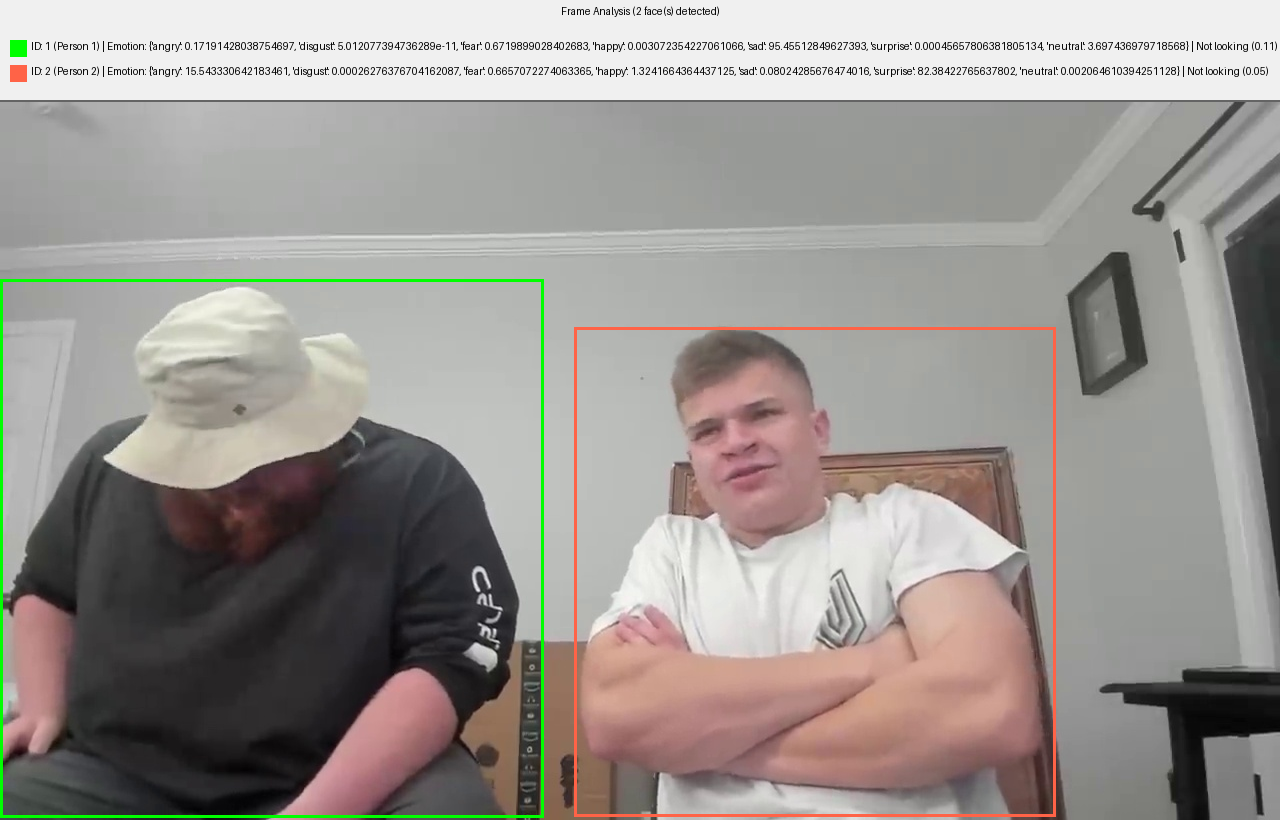 Frame Analysis (2 face(s) detected)
ID: 1 (Person 1) | Emotion: {'angry': 0.17191428038754697, 'disgust': 5.012077394736289e-11, 'fear': 0.6719899028402683, 'happy': 0.003072354227061066, 'sad': 95.45512849627393, 'surprise': 0.00045657806381805134, 'neutral': 3.697436979718568} | Not looking (0.11)
ID: 2 (Person 2) | Emotion: {'angry': 15.543330642183461, 'disgust': 0.00026276376704162087, 'fear': 0.6657072274063365, 'happy': 1.3241664364437125, 'sad': 0.08024285676474016, 'surprise': 82.38422765637802, 'neutral': 0.002064610394251128} | Not looking (0.05)